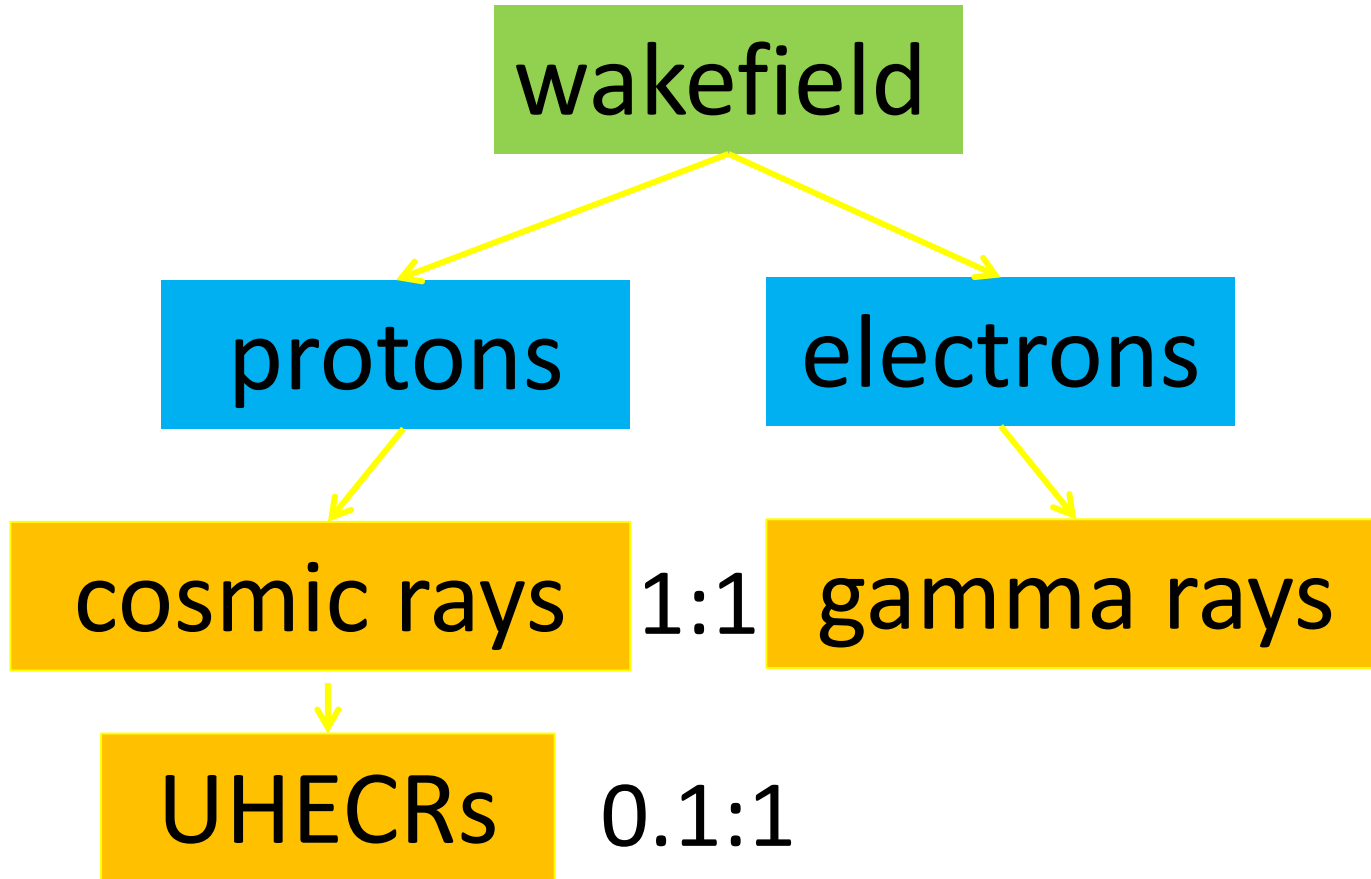 wakefield
protons
electrons
cosmic rays
1:1
gamma rays
UHECRs
0.1:1